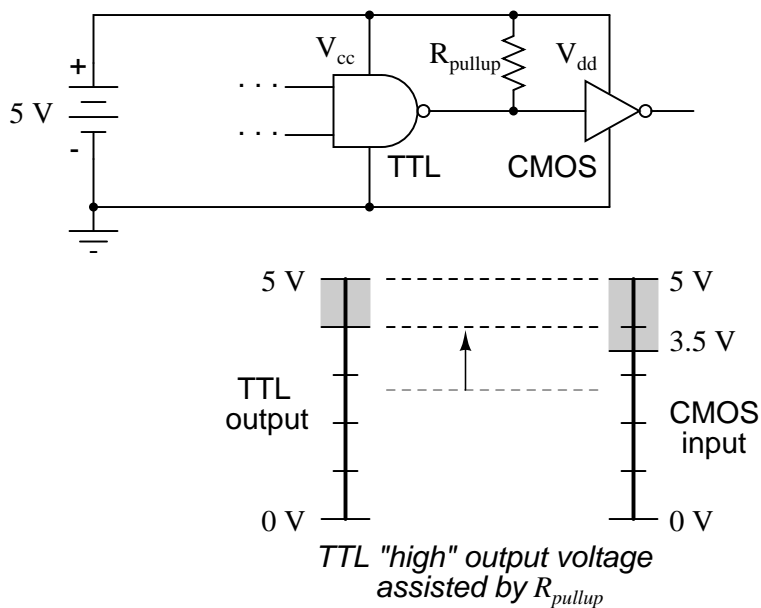 V_cc
R_pullup
V_dd
+
5 V
-
TTL
CMOS
5 V
5 V
3.5 V
TTL
output
CMOS
input
0 V
0 V
TTL "high" output voltage
assisted by R_pullup